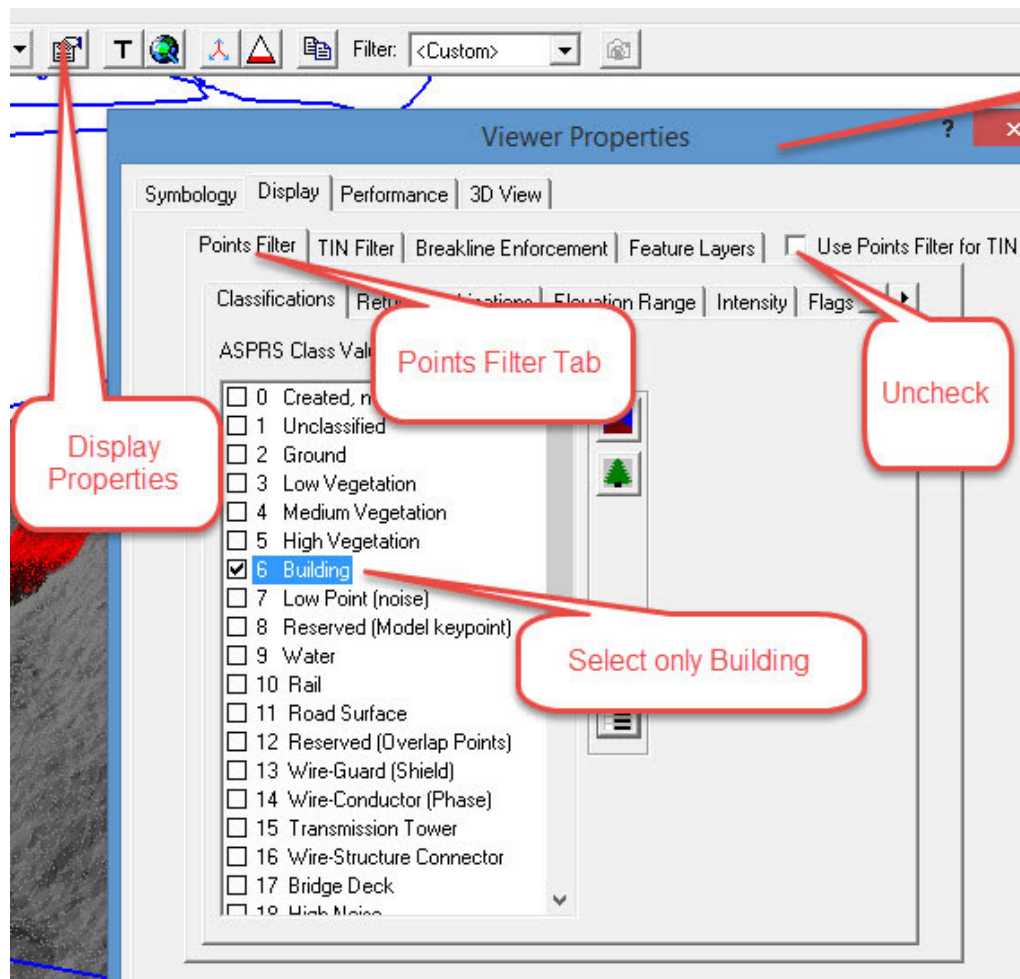 T Filter: <Custom>
Viewer Properties ?
Symbology Display Performance 3D View
Points Filter TIN Filter Breakline Enforcement Feature Layers Use Points Filter for TIN
Classifications Elevation Range Intensity Flags
ASPRS Class
Points Filter Tab
Uncheck
Display
Properties
0 Created,
1 Unclassified
2 Ground
3 Low Vegetation
4 Medium Vegetation
5 High Vegetation
6 Building
7 Low Point (noise)
8 Reserved (Model keypoint)
9 Water
10 Rail
11 Road Surface
12 Reserved (Overlap Points)
13 Wire-Guard (Shield)
14 Wire-Conductor (Phase)
15 Transmission Tower
16 Wire-Structure Connector
17 Bridge Deck
18 High Noise
Select only Building